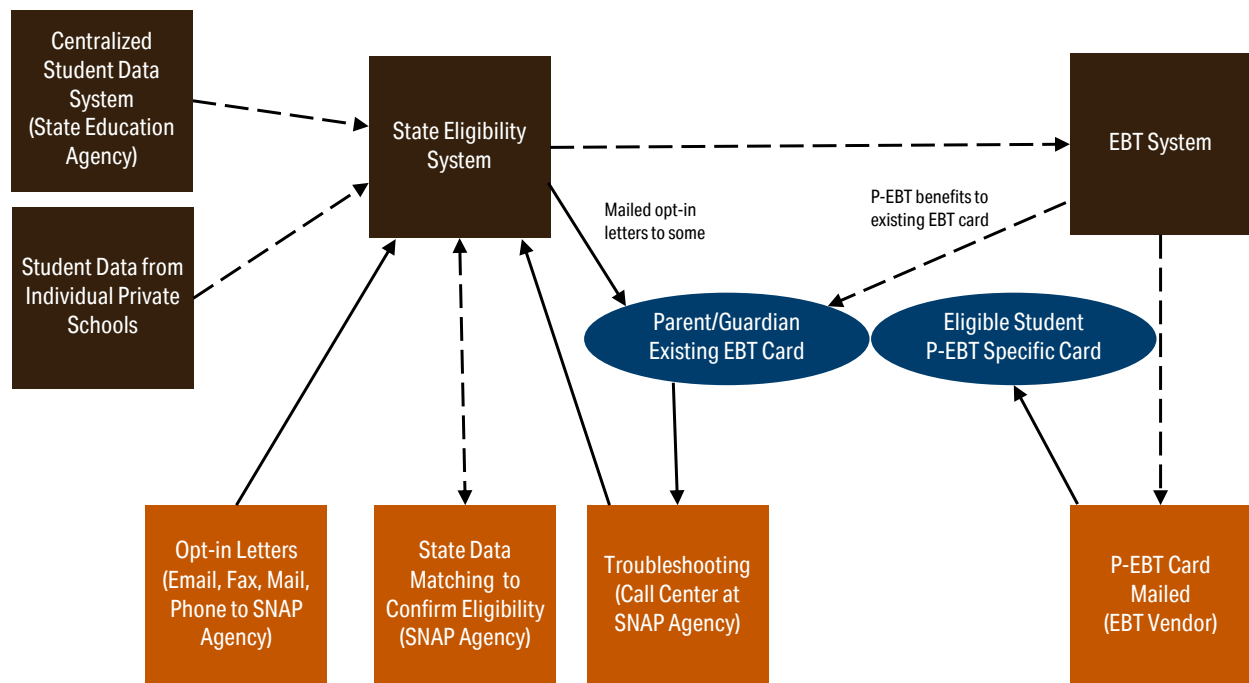 Centralized
Student Data
System
(State Education
Agency)
State Eligibility
System
EBT System
Student Data from
Individual Private
Schools
Mailed opt-in
letters to some
P-EBT benefits to
existing EBT card
Parent/Guardian
Existing EBT Card
Eligible Student
P-EBT Specific Card
Opt-in Letters
(Email, Fax, Mail,
Phone to SNAP
Agency)
State Data
Matching to
Confirm Eligibility
(SNAP Agency)
Troubleshooting
(Call Center at
SNAP Agency)
P-EBT Card
Mailed
(EBT Vendor)